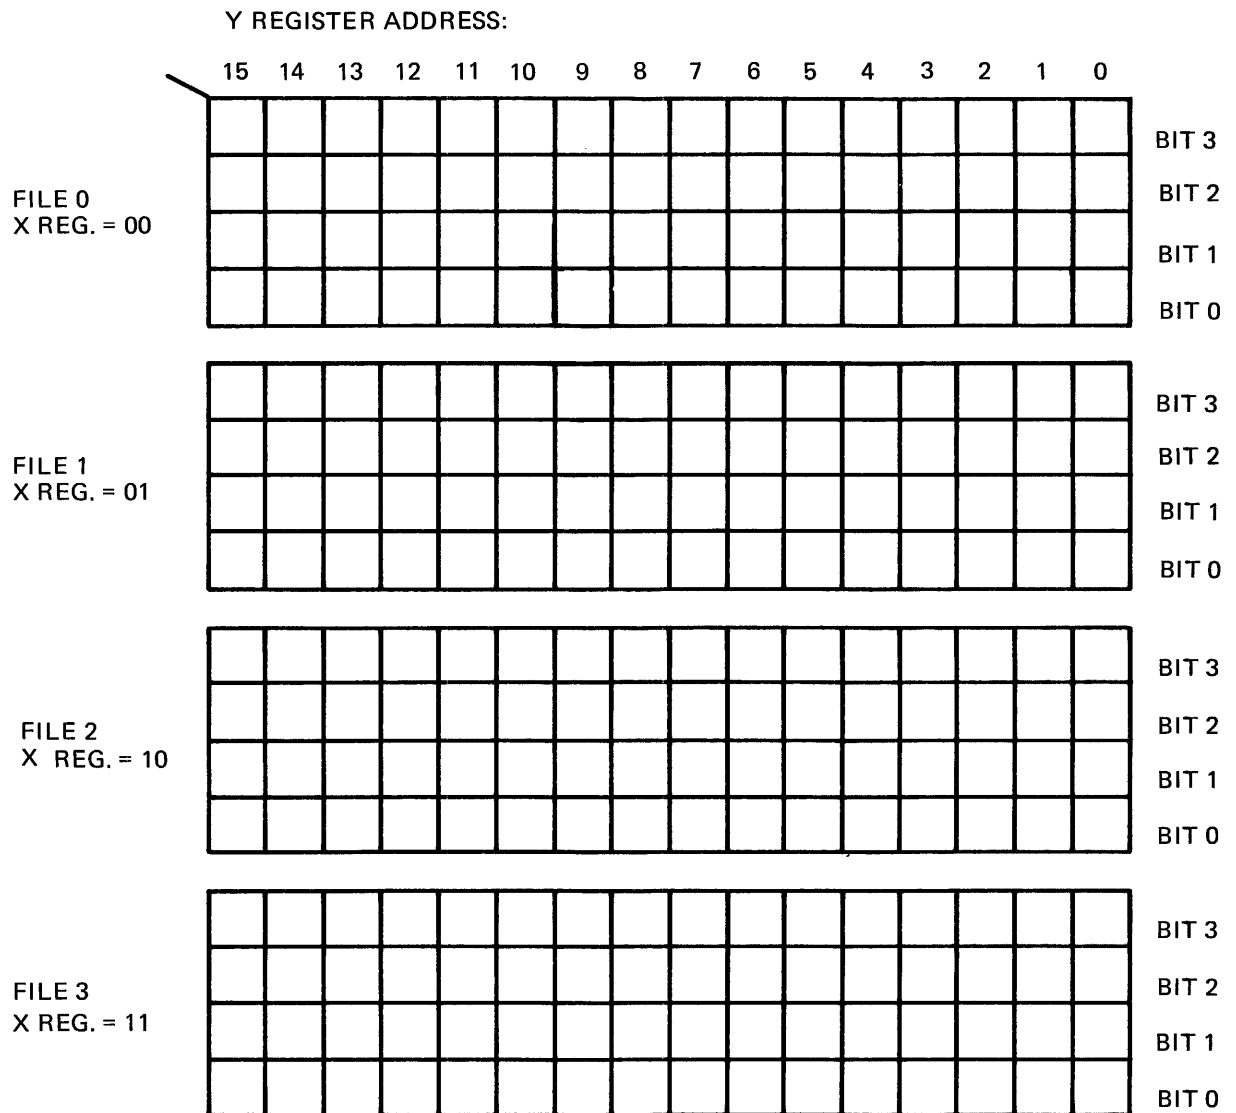 Y REGISTER ADDRESS:
15 14 13 12 11 10 9 8 7 6 5 4 3 2 1 0
BIT 3
FILE 0
BIT 2
X REG. = 00
BIT 1
BIT 0
BIT 3
FILE 1
BIT 2
X REG. = 01
BIT 1
BIT 0
BIT 3
FILE 2
BIT 2
X REG. = 10
BIT 1
BIT 0
BIT 3
FILE 3
BIT 2
X REG. = 11
BIT 1
BIT 0